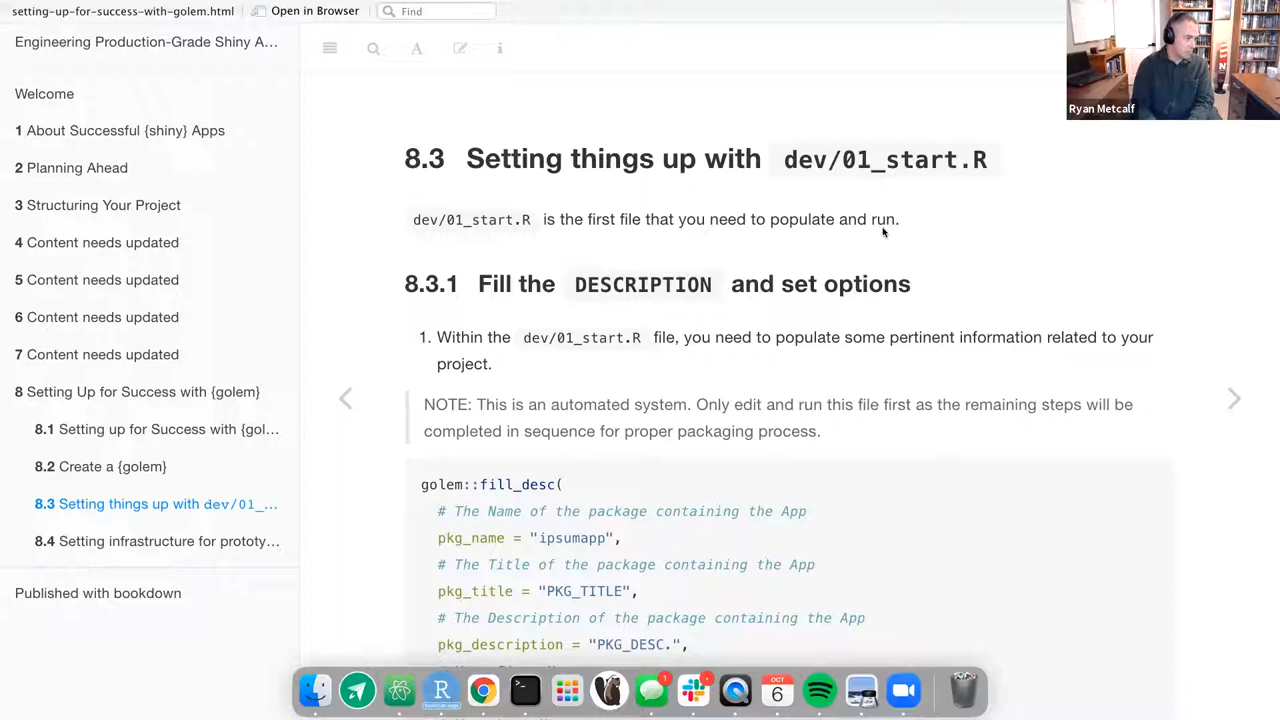 setting-up-for-success-with-golem.html
Open in Browser
Find
Engineering Production-Grade Shiny A...
Welcome
1 About Successful {shiny} Apps
2 Planning Ahead
3 Structuring Your Project
4 Content needs updated
5 Content needs updated
6 Content needs updated
7 Content needs updated
8 Setting Up for Success with {golem}
8.1 Setting up for Success with {gol...
8.2 Create a {golem}
8.3 Setting things up with dev/01_...
8.4 Setting infrastructure for prototy...
Published with bookdown
A
i
Ryan Metcalf
8.3 Setting things up with dev/01_start.R
dev/01_start.R is the first file that you need to populate and run.
8.3.1 Fill the DESCRIPTION and set options
1. Within the dev/01_start.R file, you need to populate some pertinent information related to your
project.
NOTE: This is an automated system. Only edit and run this file first as the remaining steps will be
completed in sequence for proper packaging process.
golem::fill_desc(
# The Name of the package containing the App
pkg_name = "ipsumapp",
# The Title of the package containing the App
pkg_title = "PKG_TITLE",
# The Description of the package containing the App
pkg_description = "PKG_DESC.",
R
1
OCT
6